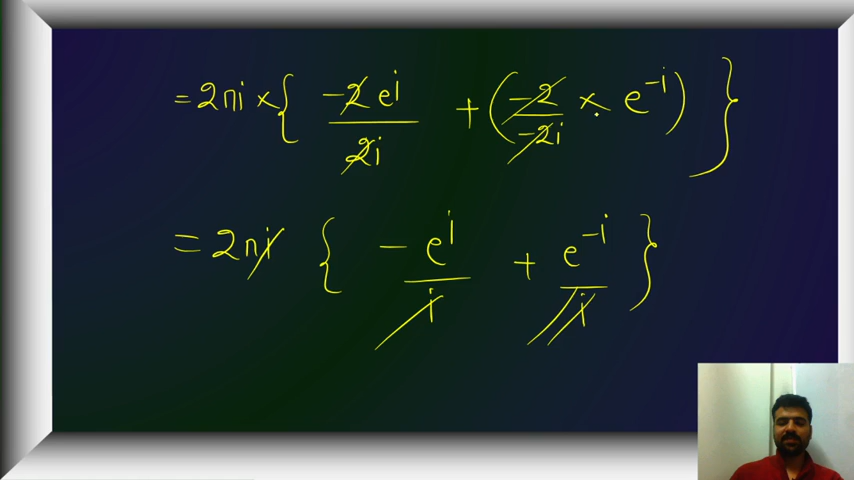 = 2πi × { -2e^i / 2i + ( -2 / -2i × e^-i ) }
= 2πi { -e^i / i + e^-i / i }